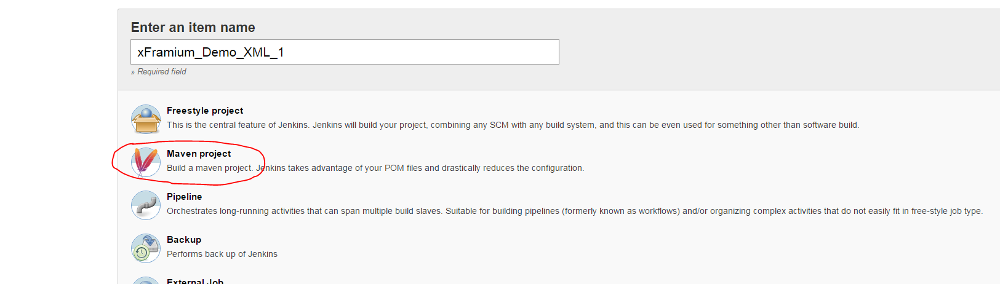 Enter an item name
xFramium_Demo_XML_1
» Required field
Freestyle project
This is the central feature of Jenkins. Jenkins will build your project, combining any SCM with any build system, and this can be even used for something other than software build.
Maven project
Build a maven project. Jenkins takes advantage of your POM files and drastically reduces the configuration.
Pipeline
Orchestrates long-running activities that can span multiple build slaves. Suitable for building pipelines (formerly known as workflows) and/or organizing complex activities that do not easily fit in free-style job type.
Backup
Performs back up of Jenkins
External Job